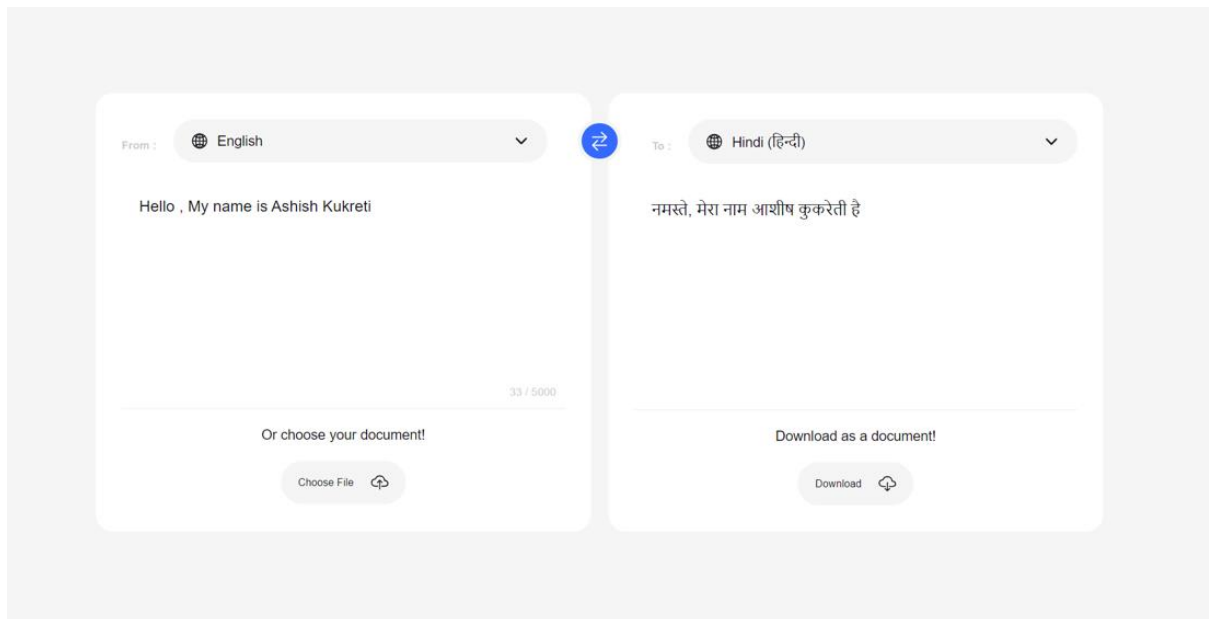 From :
English
Hello , My name is Ashish Kukreti
33 / 5000
Or choose your document!
Choose File
To :
Hindi (हिन्दी)
नमस्ते, मेरा नाम आशीष कुकरेती है
Download as a document!
Download